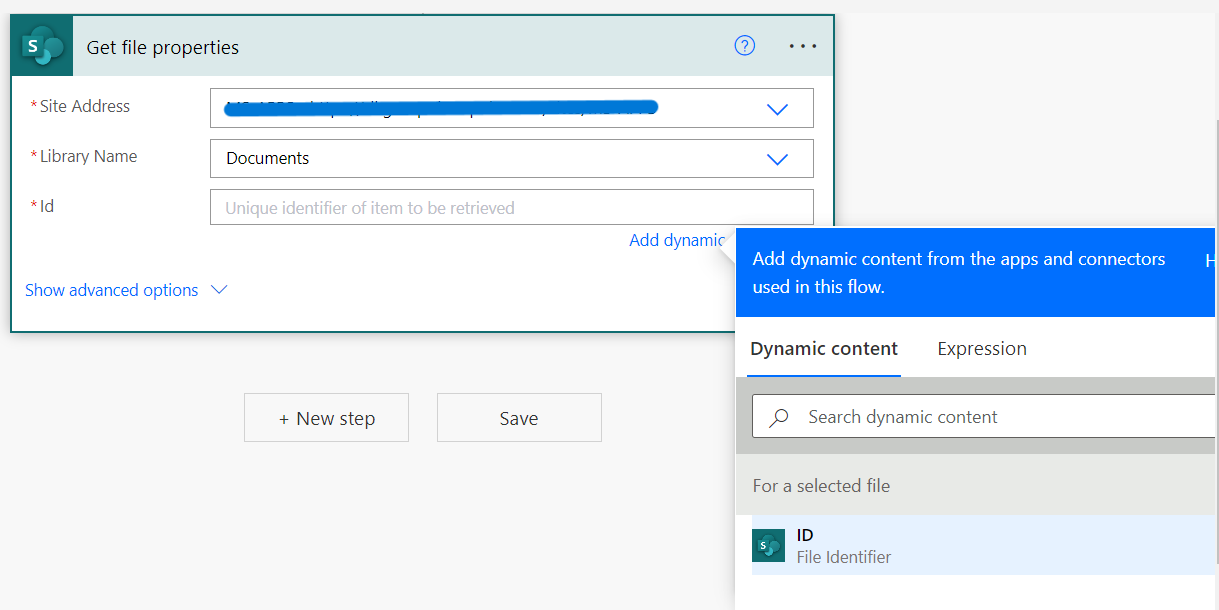 Get file properties
?
*Site Address
*Library Name
Documents
*Id
Unique identifier of item to be retrieved
Add dynamic
Show advanced options
+ New step
Save
Add dynamic content from the apps and connectors
used in this flow.
H
Dynamic content
Expression
Search dynamic content
For a selected file
S
ID
File Identifier